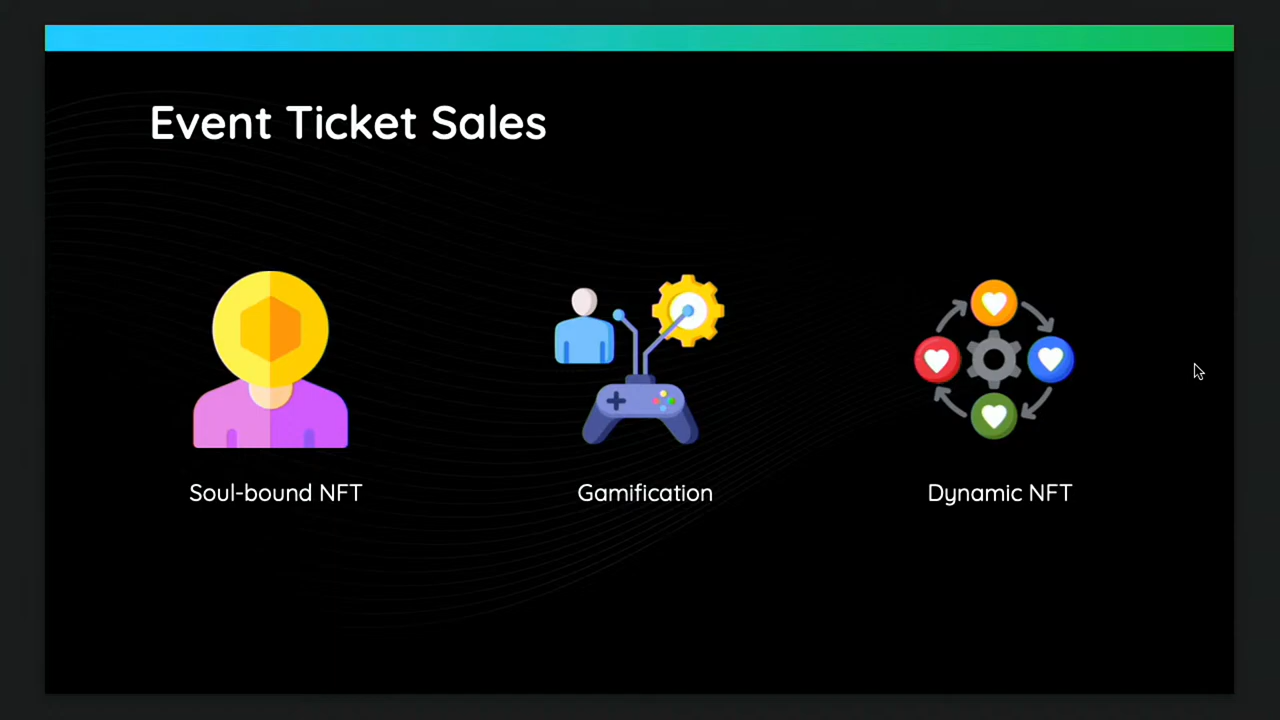 Event Ticket Sales
Soul-bound NFT
Gamification
Dynamic NFT